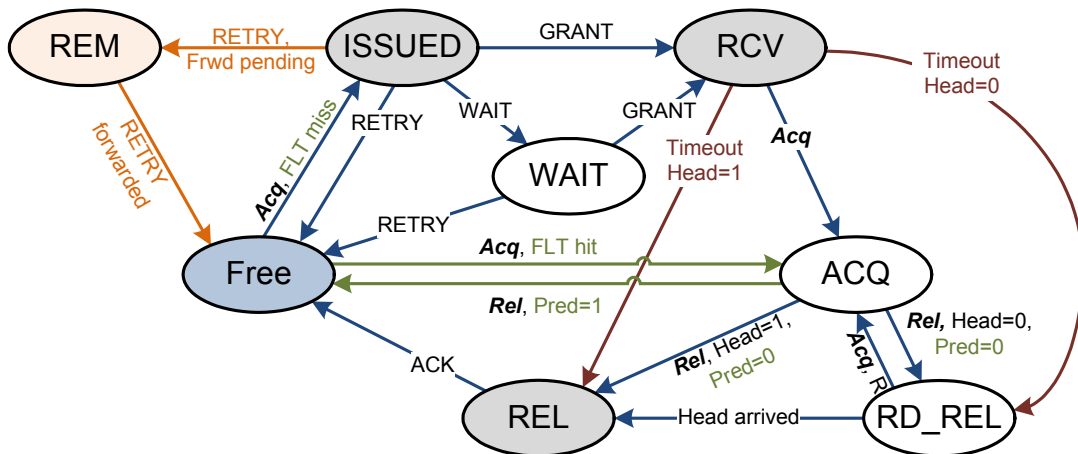 REM
RETRY,
Frwd pending
ISSUED
GRANT
RCV
Timeout
Head=0
RETRY
forwarded
Acq, FLT miss
RETRY
WAIT
GRANT
WAIT
Timeout
Head=1
Acq
RETRY
Free
Acq, FLT hit
Rel, Pred=1
ACQ
ACK
Rel, Head=1,
Pred=0
Rel, Head=0,
Pred=0
Acq,
REL
Head arrived
RD_REL